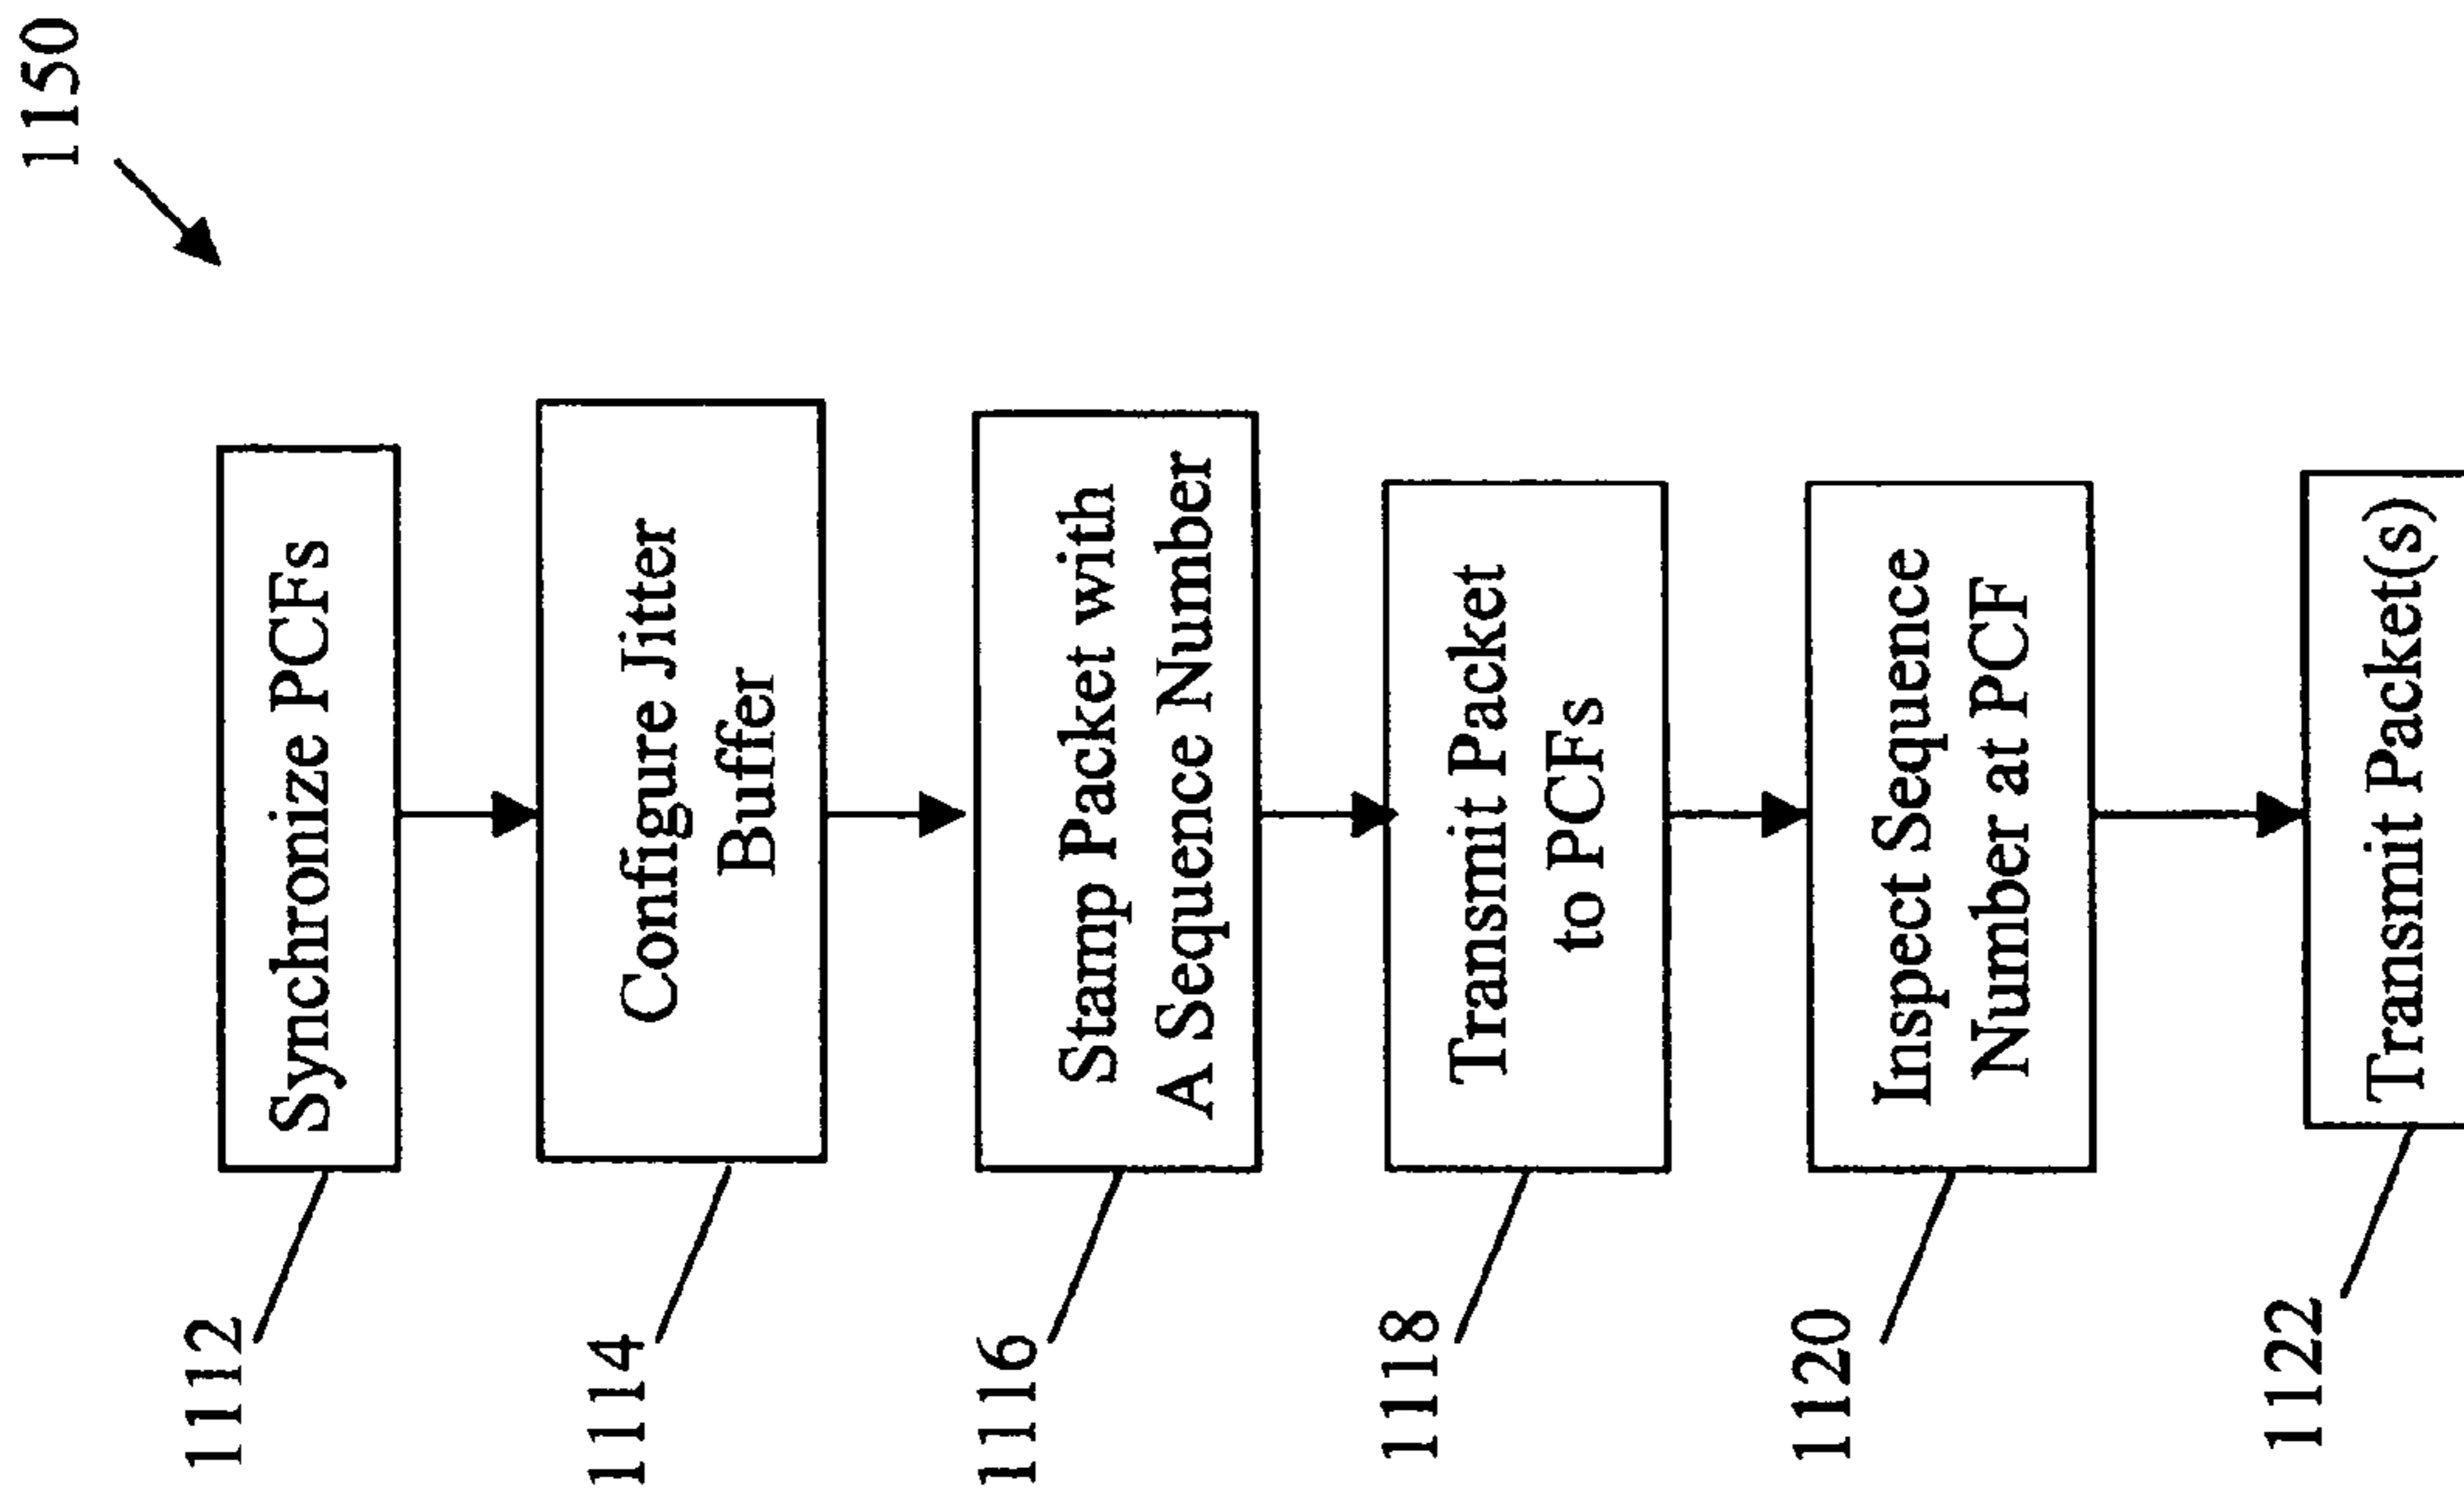 1150
1112
Synchronize PCFs
1114
Configure Jitter
Buffer
1116
Stamp Packet with
A Sequence Number
1118
Transmit Packet
to PCFs
1120
Inspect Sequence
Number at PCF
1122
Transmit Packet(s)